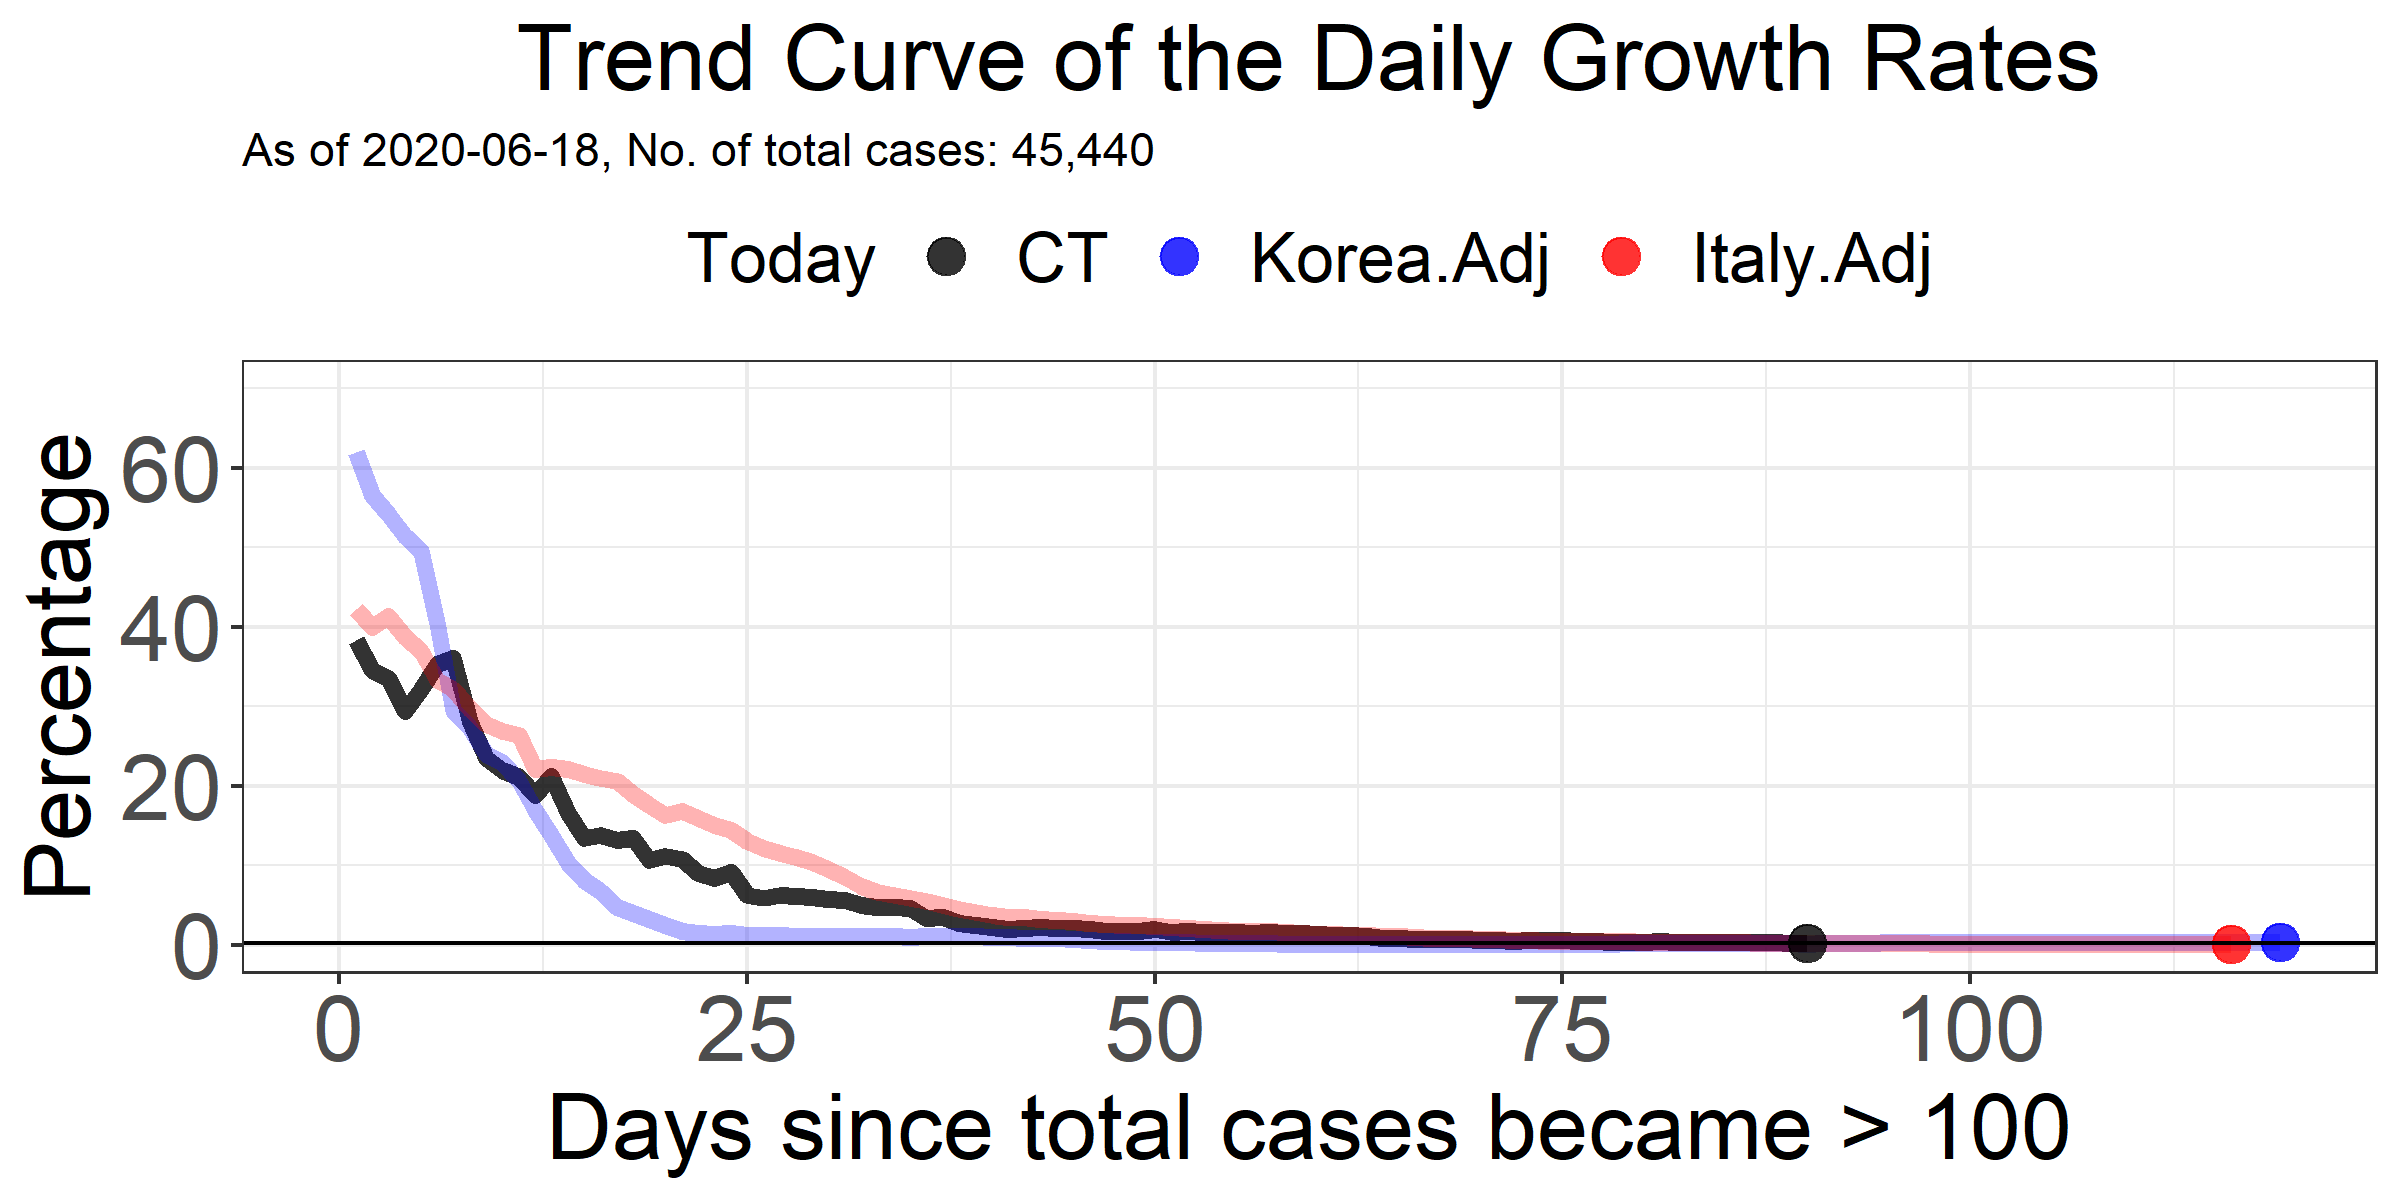 Trend Curve of the Daily Growth Rates
As of 2020-06-18, No. of total cases: 45,440
Today CT Korea.Adj Italy.Adj
Percentage
60
40
20
0
0 25 50 75 100
Days since total cases became > 100